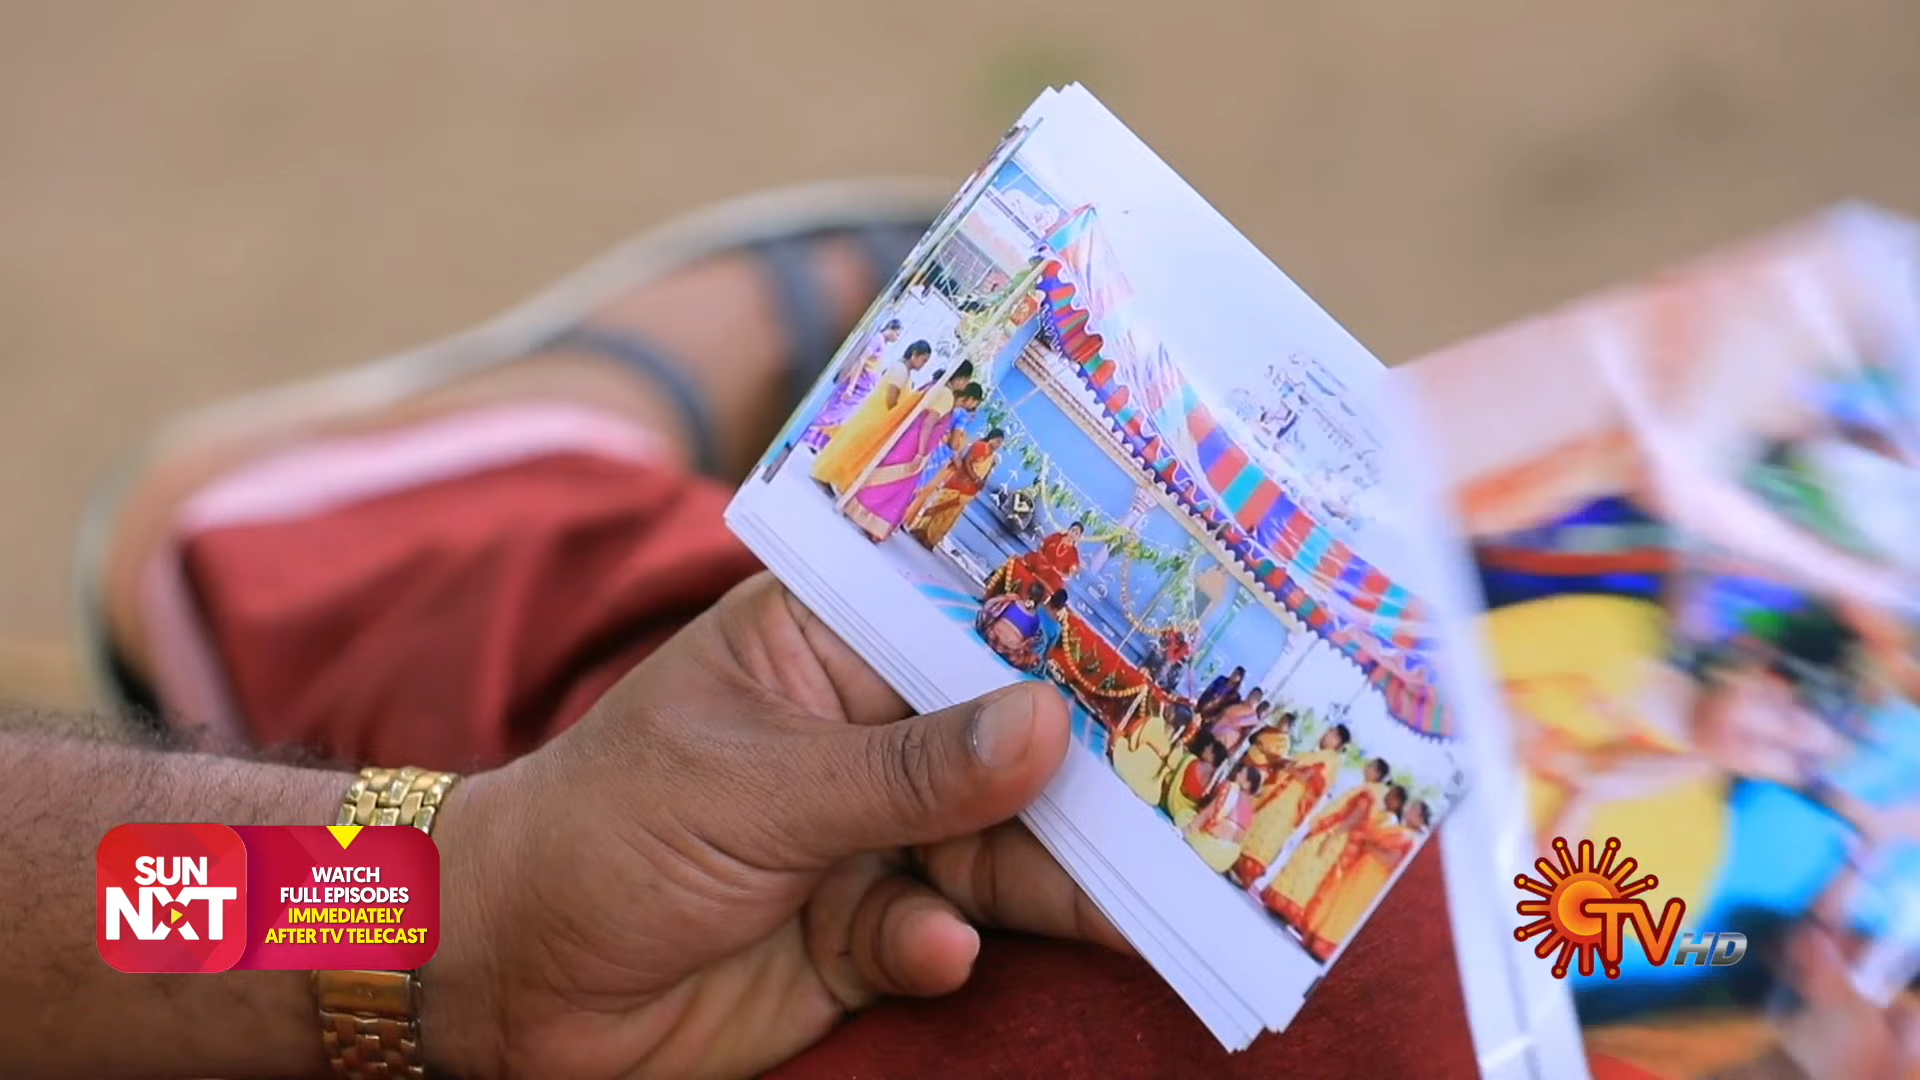 SUN
NXT
WATCH
FULL EPISODES
IMMEDIATELY
AFTER TV TELECAST
TV HD